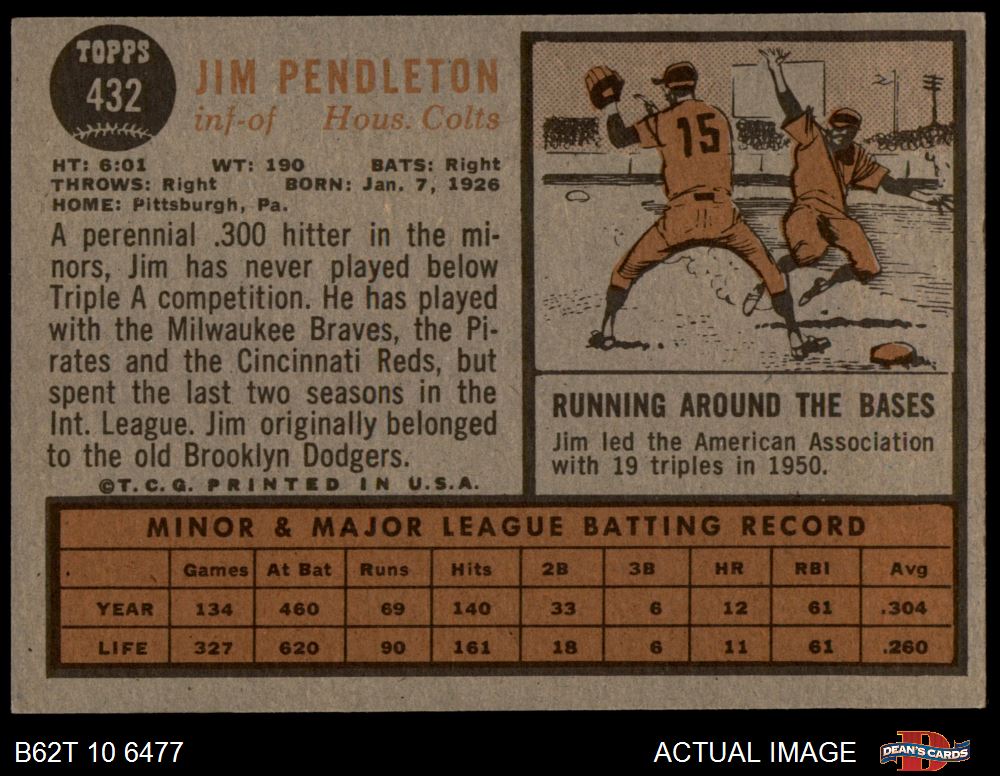 TOPPS
432
JIM PENDLETON
inf-of Hous. Colts
HT: 6:01 WT: 190 BATS: Right
THROWS: Right BORN: Jan. 7, 1926
HOME: Pittsburgh, Pa.
A perennial .300 hitter in the mi-
nors, Jim has never played below
Triple A competition. He has played
with the Milwaukee Braves, the Pi-
rates and the Cincinnati Reds, but
spent the last two seasons in the
Int. League. Jim originally belonged
to the old Brooklyn Dodgers.
©T.C.G. PRINTED IN U.S.A.
15
RUNNING AROUND THE BASES
Jim led the American Association
with 19 triples in 1950.
MINOR & MAJOR LEAGUE BATTING RECORD
Games At Bat Runs Hits 2B 3B HR RBI Avg
YEAR 134 460 69 140 33 6 12 61 .304
LIFE 327 620 90 161 18 6 11 61 .260
B62T 10 6477
ACTUAL IMAGE
D
DEAN'S CARDS